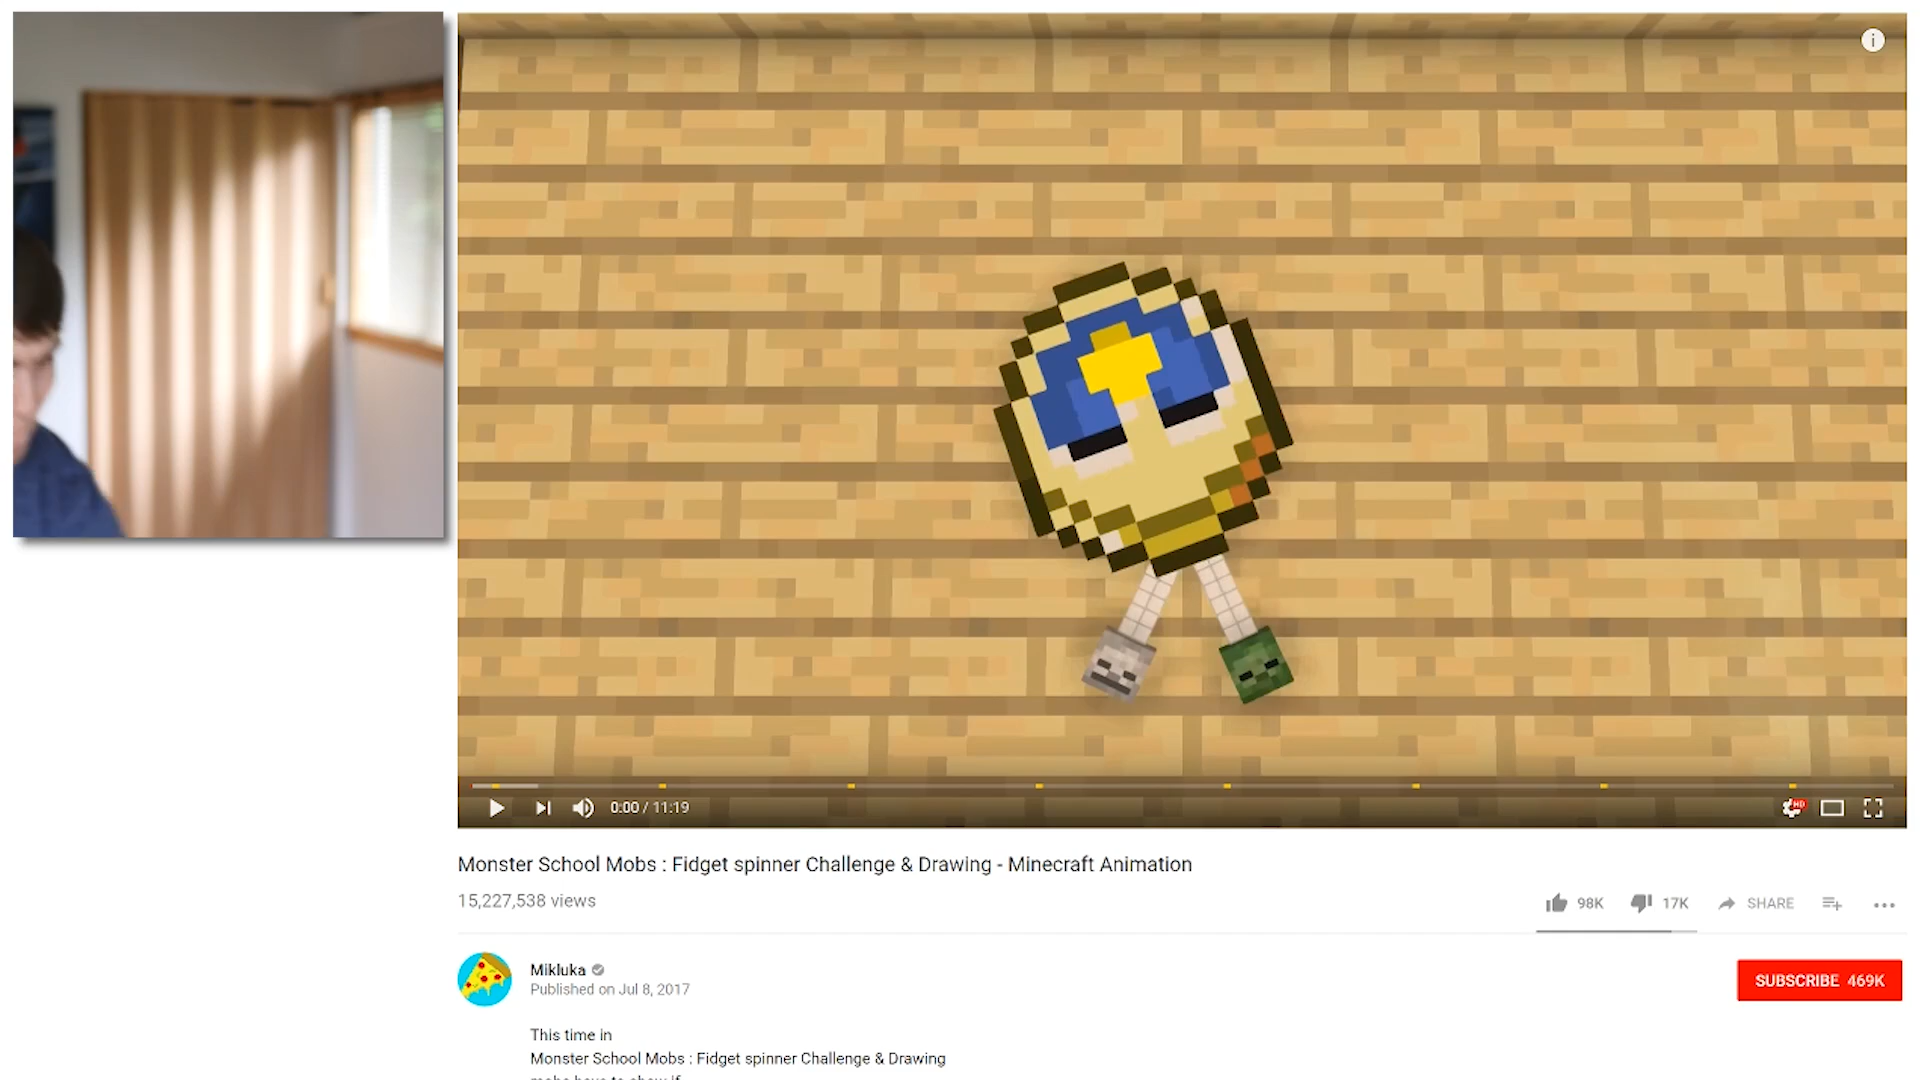 i
0:00 / 11:19
HD
Monster School Mobs : Fidget spinner Challenge & Drawing - Minecraft Animation
15,227,538 views
98K 17K SHARE
Mikluka
Published on Jul 8, 2017
SUBSCRIBE 469K
This time in
Monster School Mobs : Fidget spinner Challenge & Drawing